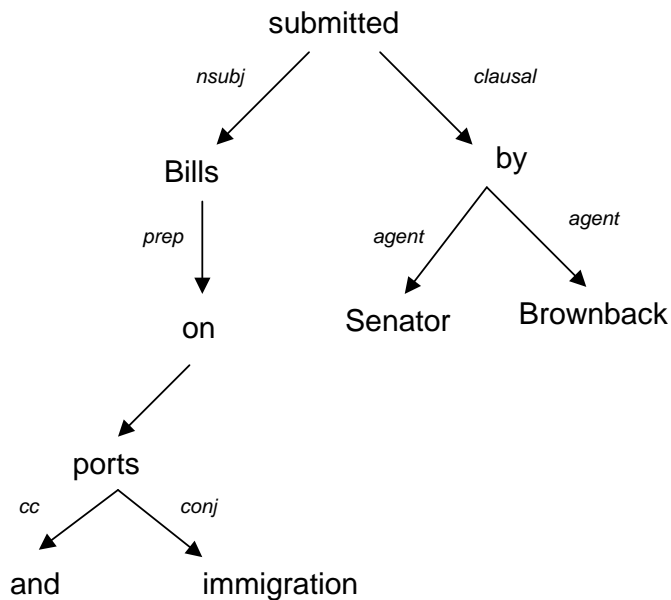 submitted
nsubj clausal
Bills by
prep agent agent
on Senator Brownback
ports
cc conj
and immigration